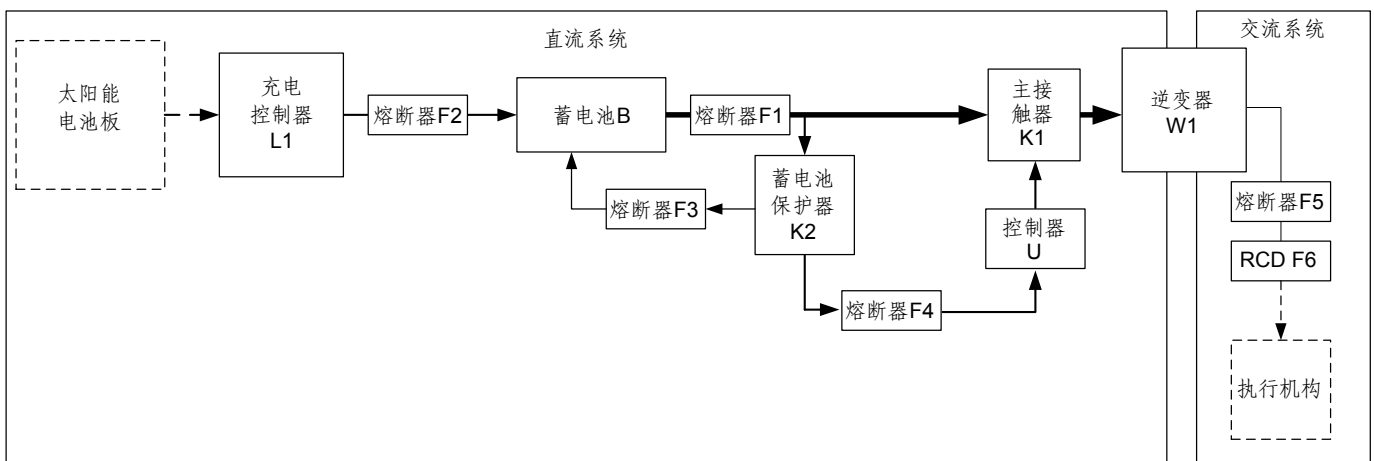 直流系统
交流系统
太阳能
电池板
充电
控制器
L1
熔断器F2
蓄电池B
熔断器F1
主接
触器
K1
逆变器
W1
熔断器F3
蓄电池
保护器
K2
控制器
U
熔断器F4
熔断器F5
RCD F6
执行机构